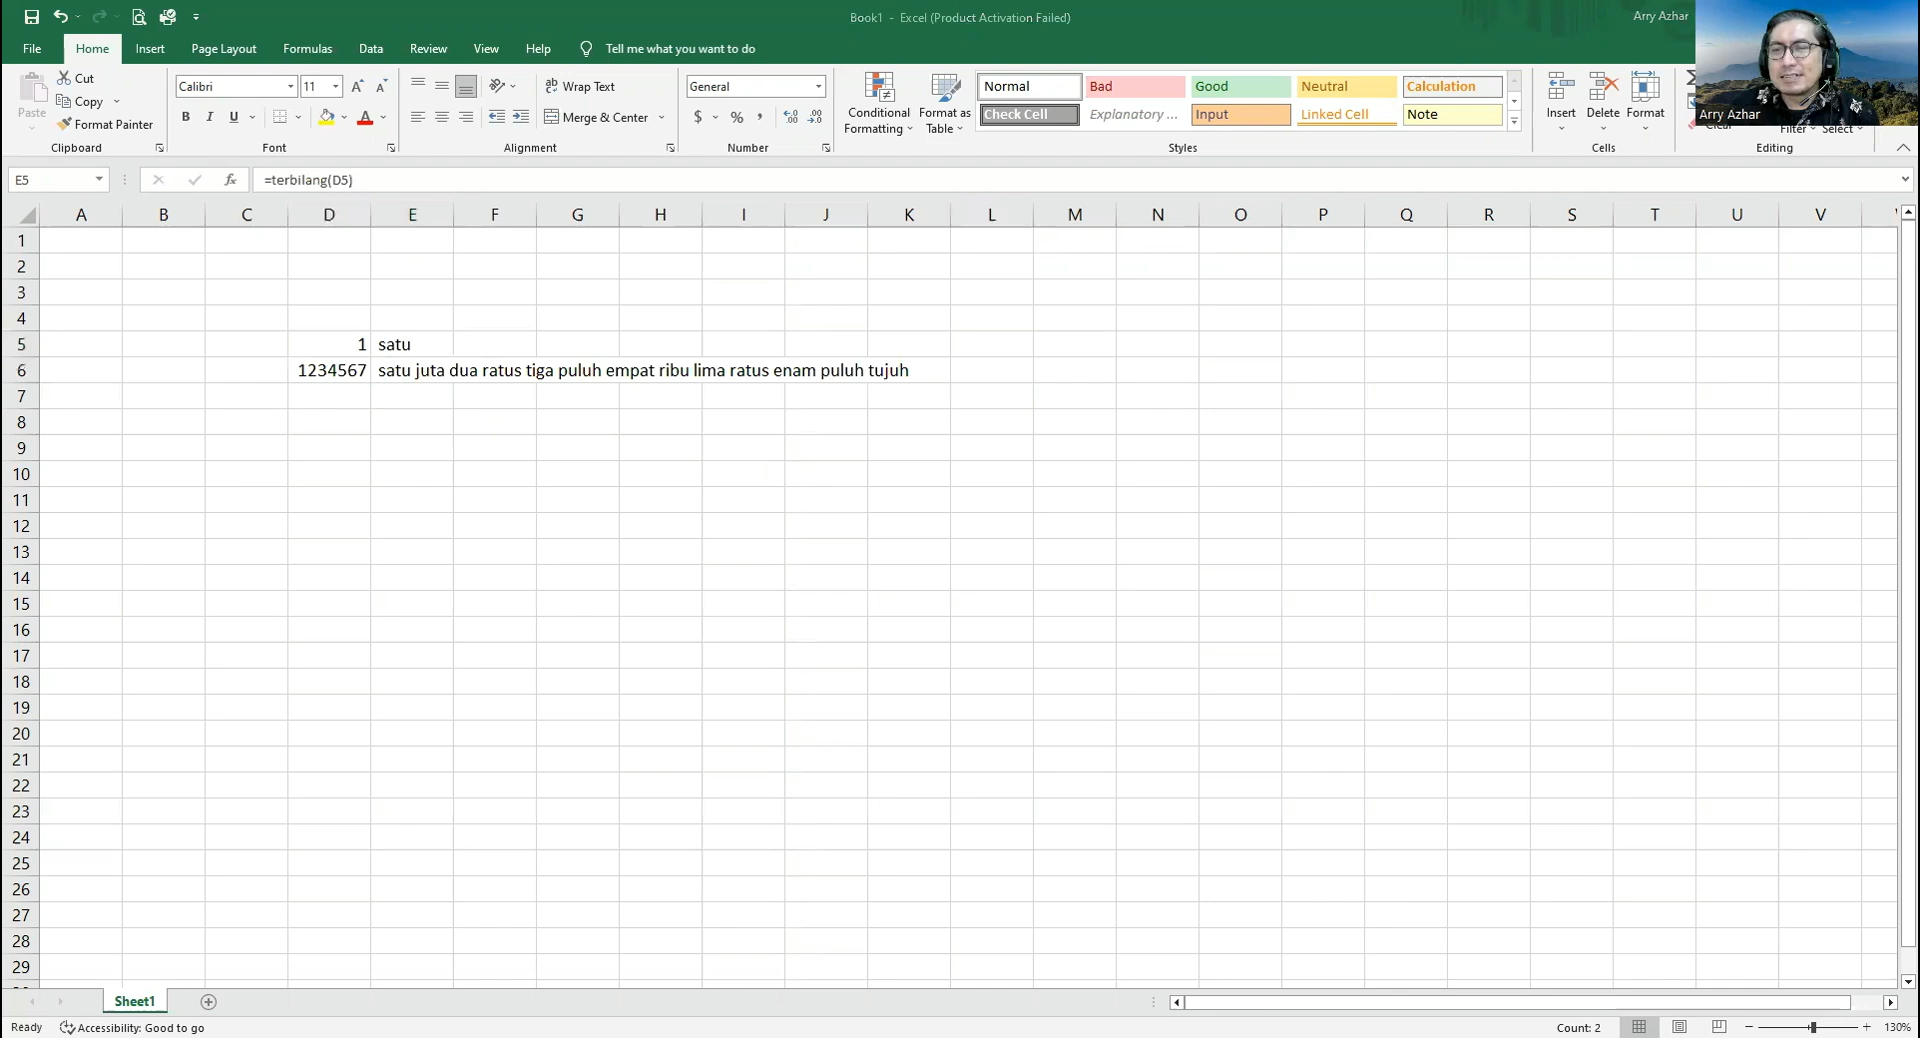 Book1 - Excel (Product Activation Failed)
Arry Azhar
File Home Insert Page Layout Formulas Data Review View Help Tell me what you want to do
Paste
Cut
Copy
Format Painter
Clipboard
Calibri 11
B I U
Font
Wrap Text
Merge & Center
Alignment
General
$ % ,
Number
Conditional Formatting
Format as Table
Normal Bad Good Neutral Calculation
Check Cell Explanatory ... Input Linked Cell Note
Styles
Insert Delete Format
Cells
Clear
Filter Select
Editing
Arry Azhar
E5 fx =terbilang(D5)
A B C D E F G H I J K L M N O P Q R S T U V
1
2
3
4
5 1 satu
6 1234567 satu juta dua ratus tiga puluh empat ribu lima ratus enam puluh tujuh
7
8
9
10
11
12
13
14
15
16
17
18
19
20
21
22
23
24
25
26
27
28
29
Sheet1
Ready Accessibility: Good to go Count: 2 130%